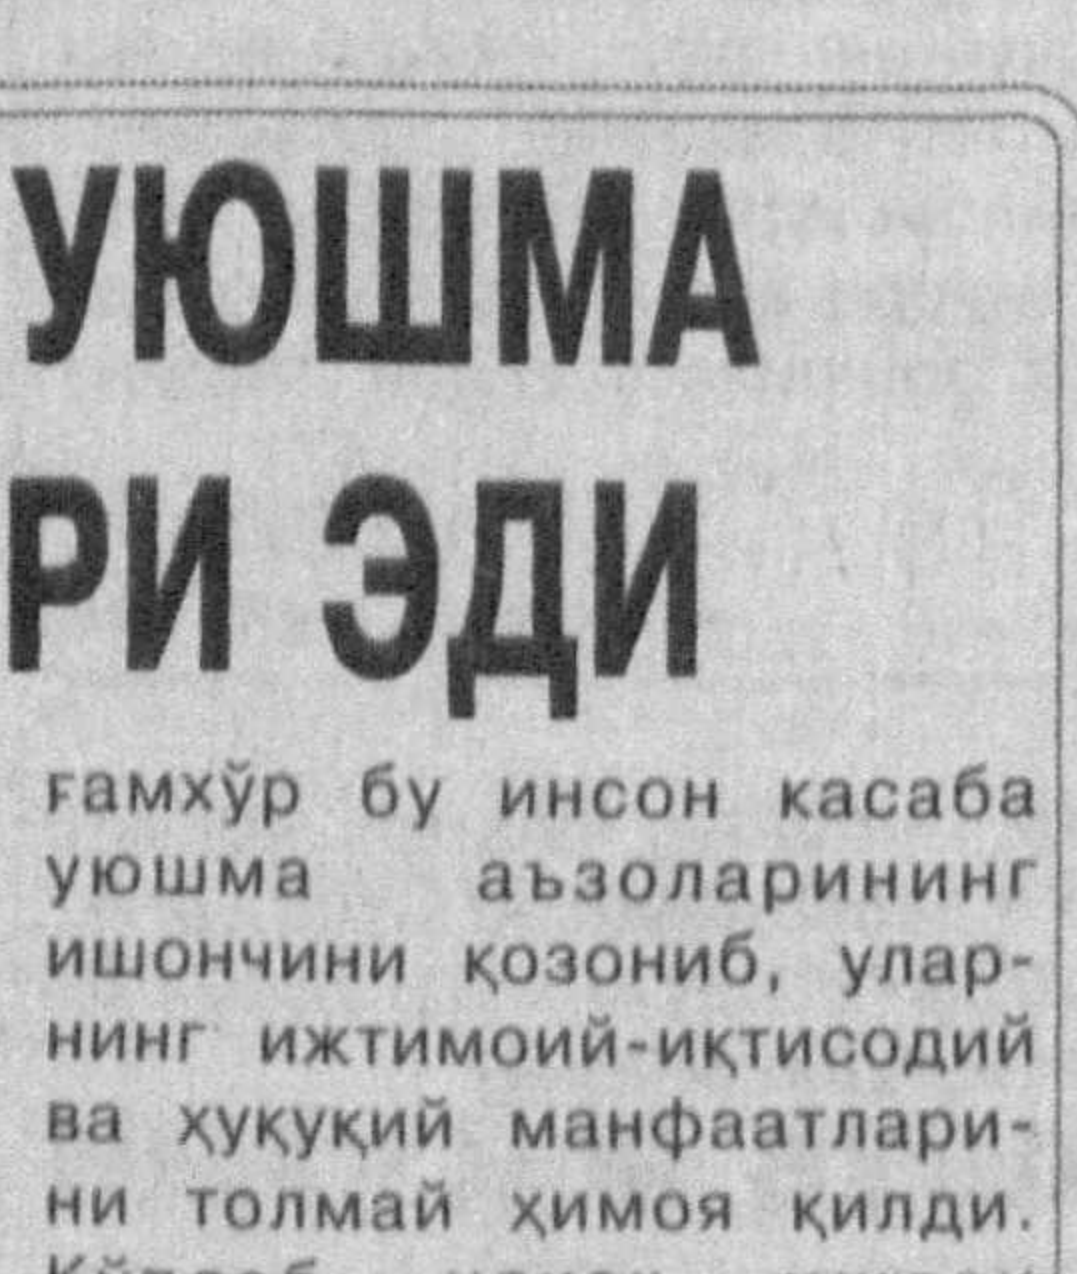 УЮШМА
РИ ЭДИ
ғамхўр бу инсон касаба
уюшма аъзоларининг
ишончини қозониб, улар-
нинг ижтимоий-иқтисодий
ва ҳуқуқий манфаатлари-
ни толмай ҳимоя қилди.